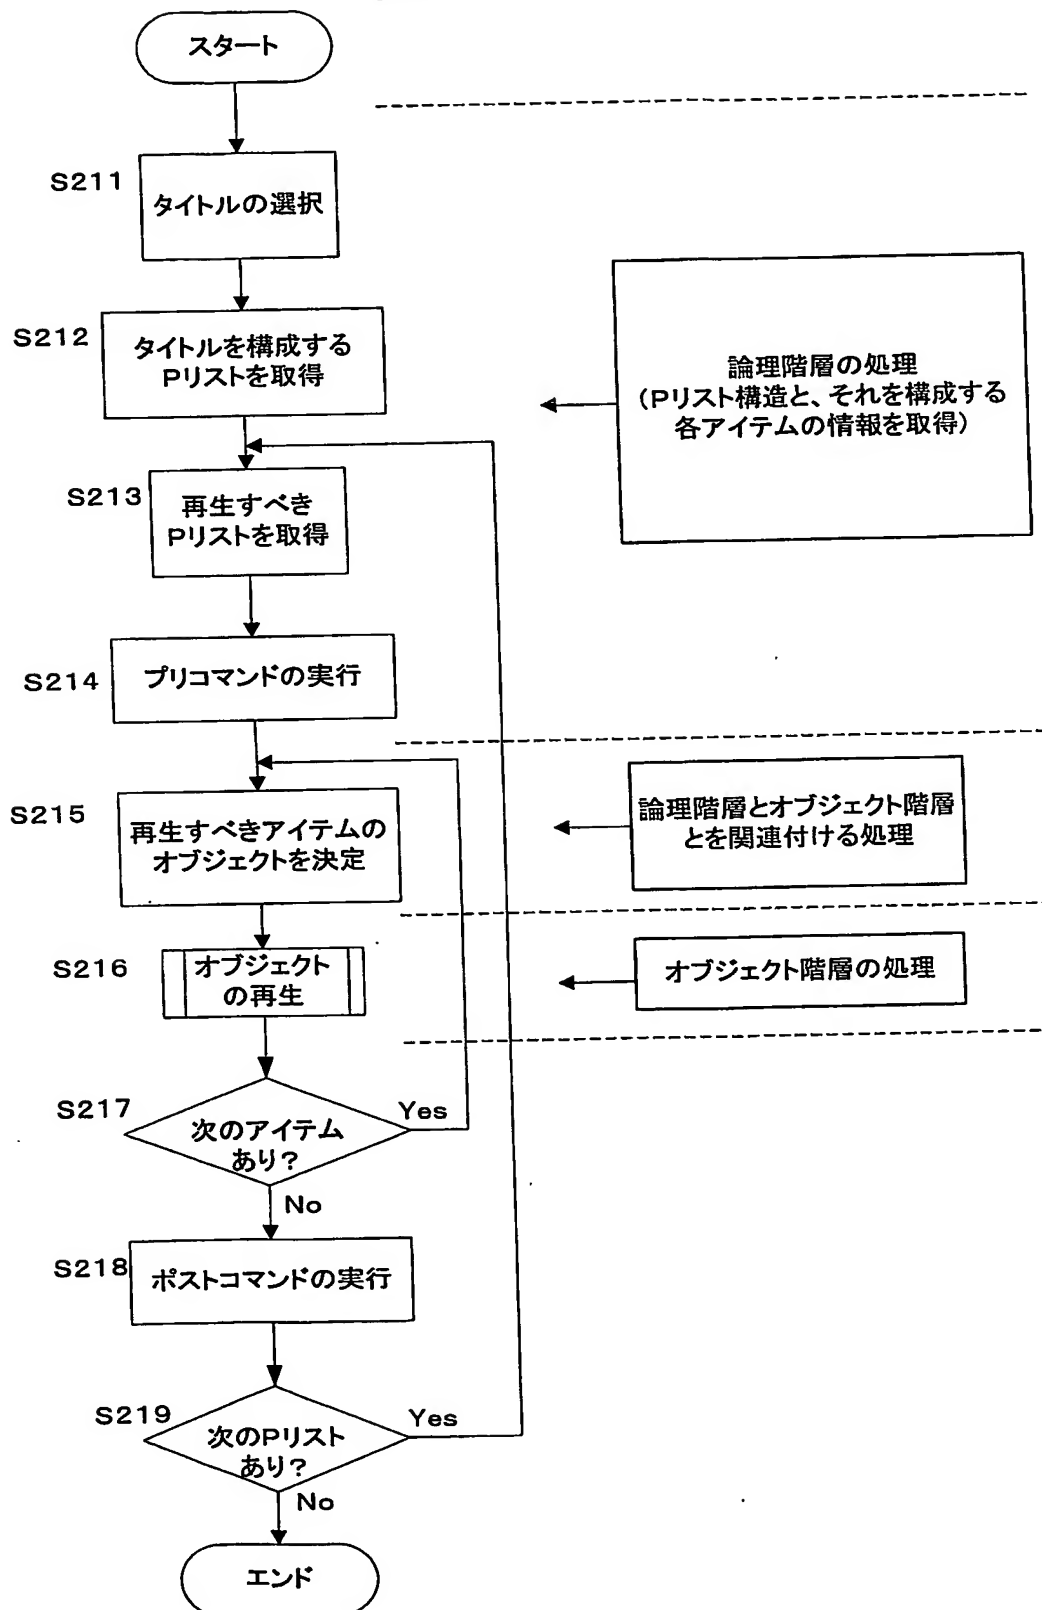 スタート
S211
タイトルの選択
S212
タイトルを構成する
Pリストを取得
論理階層の処理
(Pリスト構造と、それを構成する
各アイテムの情報を取得)
S213
再生すべき
Pリストを取得
S214
プリコマンドの実行
S215
再生すべきアイテムの
オブジェクトを決定
論理階層とオブジェクト階層
とを関連付ける処理
S216
オブジェクト
の再生
オブジェクト階層の処理
S217
次のアイテム
あり?
Yes
No
S218
ポストコマンドの実行
S219
次のPリスト
あり?
Yes
No
エンド